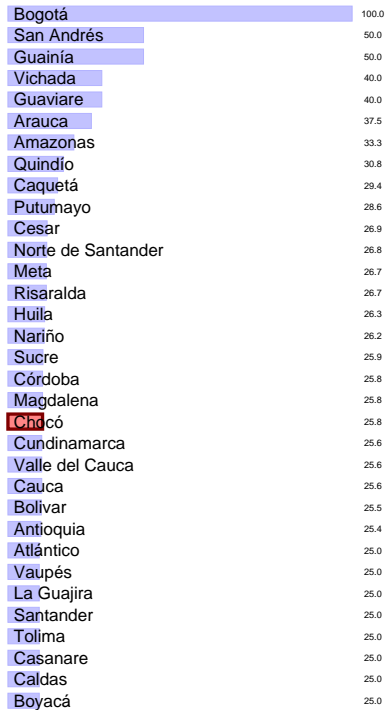 Bogotá 100.0
San Andrés 50.0
Guainía 50.0
Vichada 40.0
Guaviare 40.0
Arauca 37.5
Amazonas 33.3
Quindío 30.8
Caquetá 29.4
Putumayo 28.6
Cesar 26.9
Norte de Santander 26.8
Meta 26.7
Risaralda 26.7
Huila 26.3
Nariño 26.2
Sucre 25.9
Córdoba 25.8
Magdalena 25.8
Chocó 25.8
Cundinamarca 25.6
Valle del Cauca 25.6
Cauca 25.6
Bolivar 25.5
Antioquia 25.4
Atlántico 25.0
Vaupés 25.0
La Guajira 25.0
Santander 25.0
Tolima 25.0
Casanare 25.0
Caldas 25.0
Boyacá 25.0